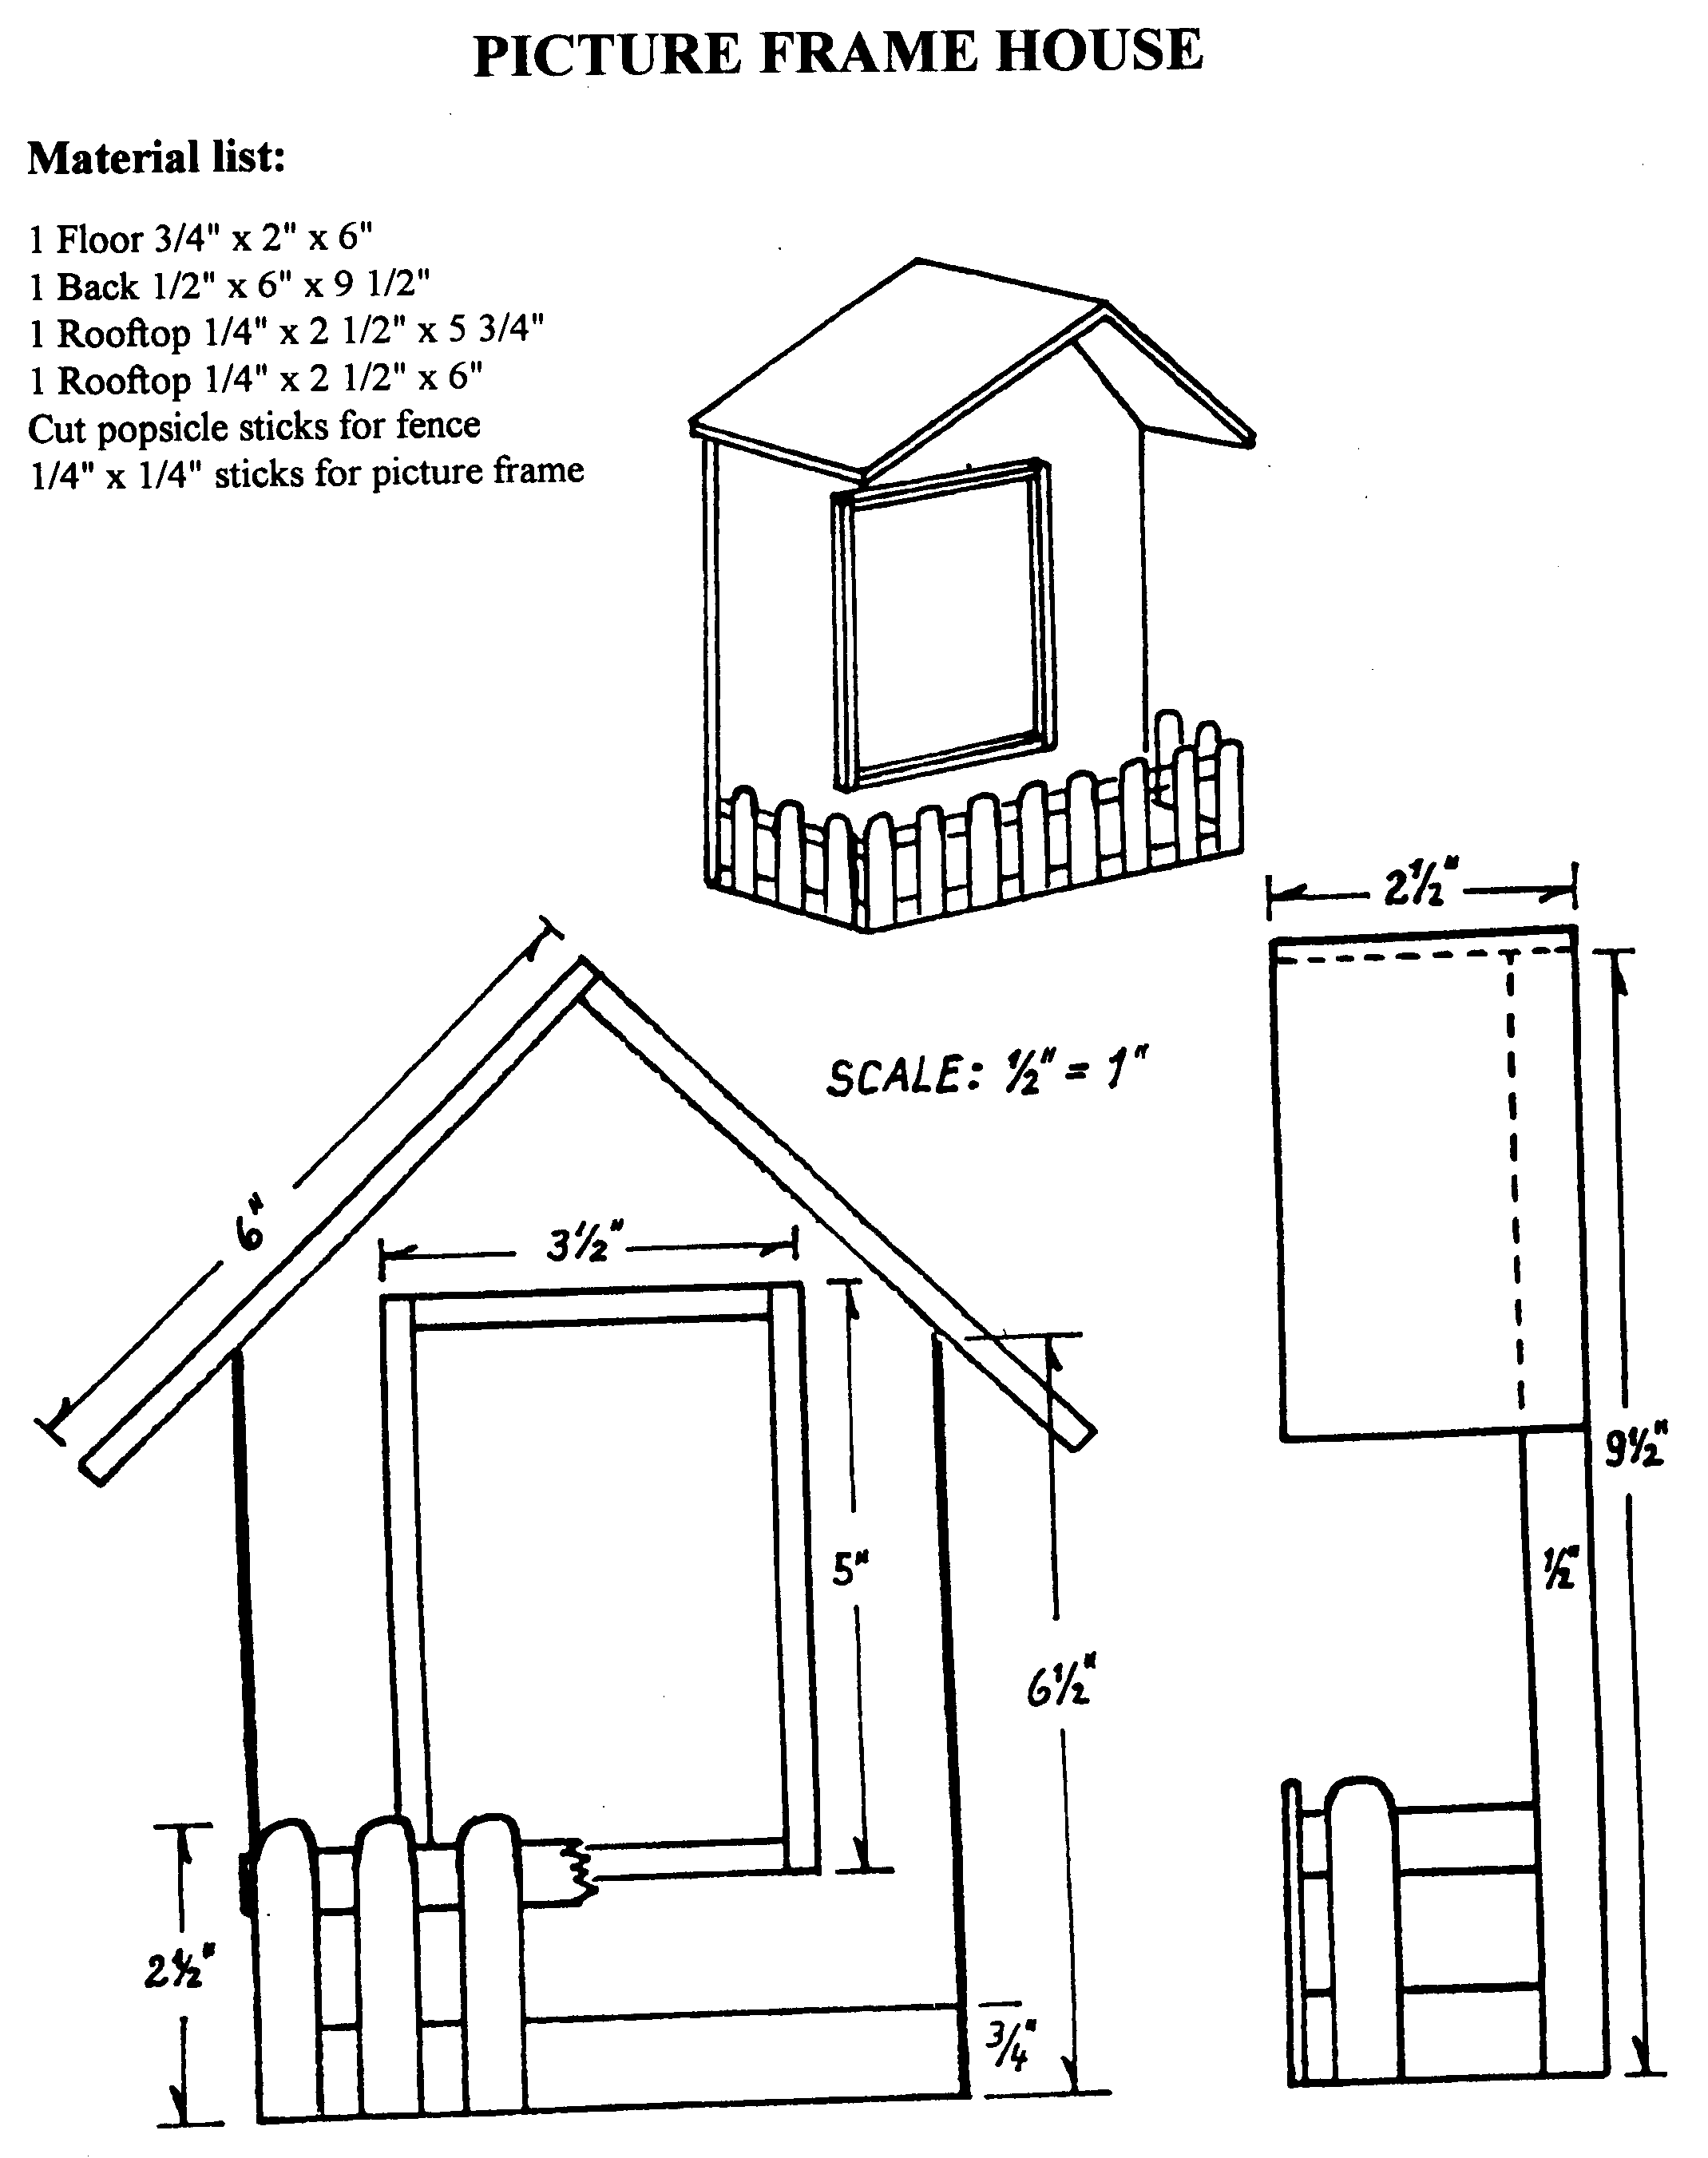 PICTURE FRAME HOUSE
Material list:
1 Floor 3/4" x 2" x 6"
1 Back 1/2" x 6" x 9 1/2"
1 Rooftop 1/4" x 2 1/2" x 5 3/4"
1 Rooftop 1/4" x 2 1/2" x 6"
Cut popsicle sticks for fence
1/4" x 1/4" sticks for picture frame
2½"
SCALE: ½" = 1"
6"
3½"
9½"
5"
½"
6½"
2½"
3/4"